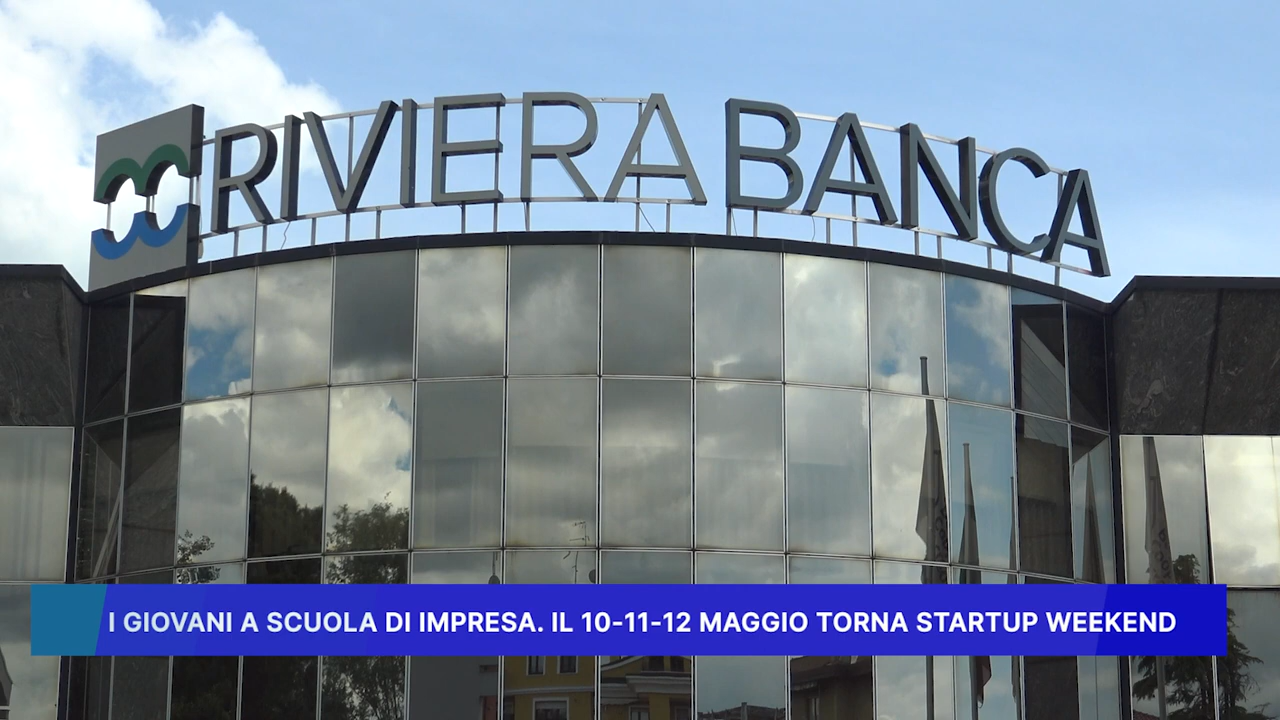 RIVIERA BANCA
I GIOVANI A SCUOLA DI IMPRESA. IL 10-11-12 MAGGIO TORNA STARTUP WEEKEND